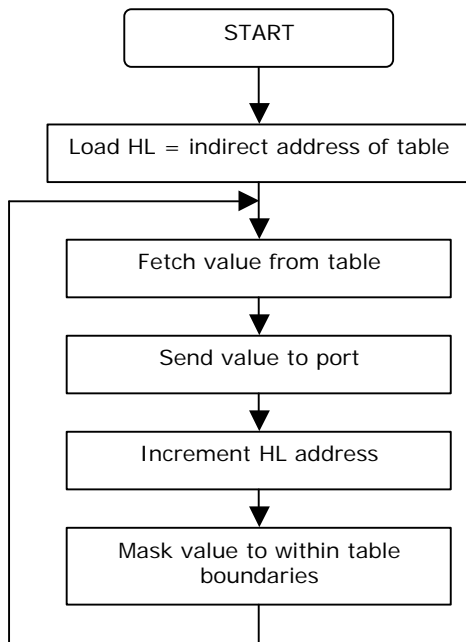 START
Load HL = indirect address of table
Fetch value from table
Send value to port
Increment HL address
Mask value to within table
boundaries